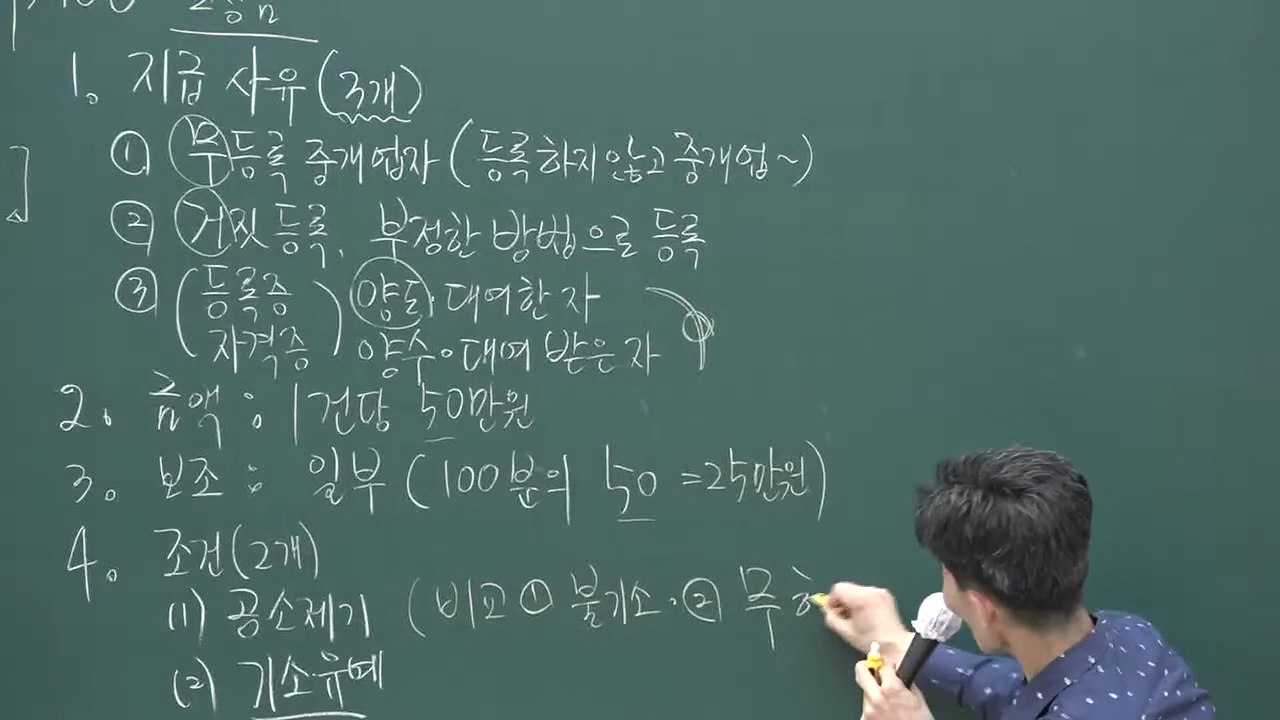 1. 지급 사유 (3개)
① 무등록 중개업자 (등록하지 않고 중개업~)
② 거짓 등록, 부정한 방법으로 등록
③ (등록증 자격증) 양도·대여한 자
양수·대여 받은 자
2. 금액 : 1건당 50만원
3. 보조 : 일부 (100분의 50 =25만원)
4. 조건(2개)
(1) 공소제기 (비교 ① 불기소·② 무혀
(2) 기소유예